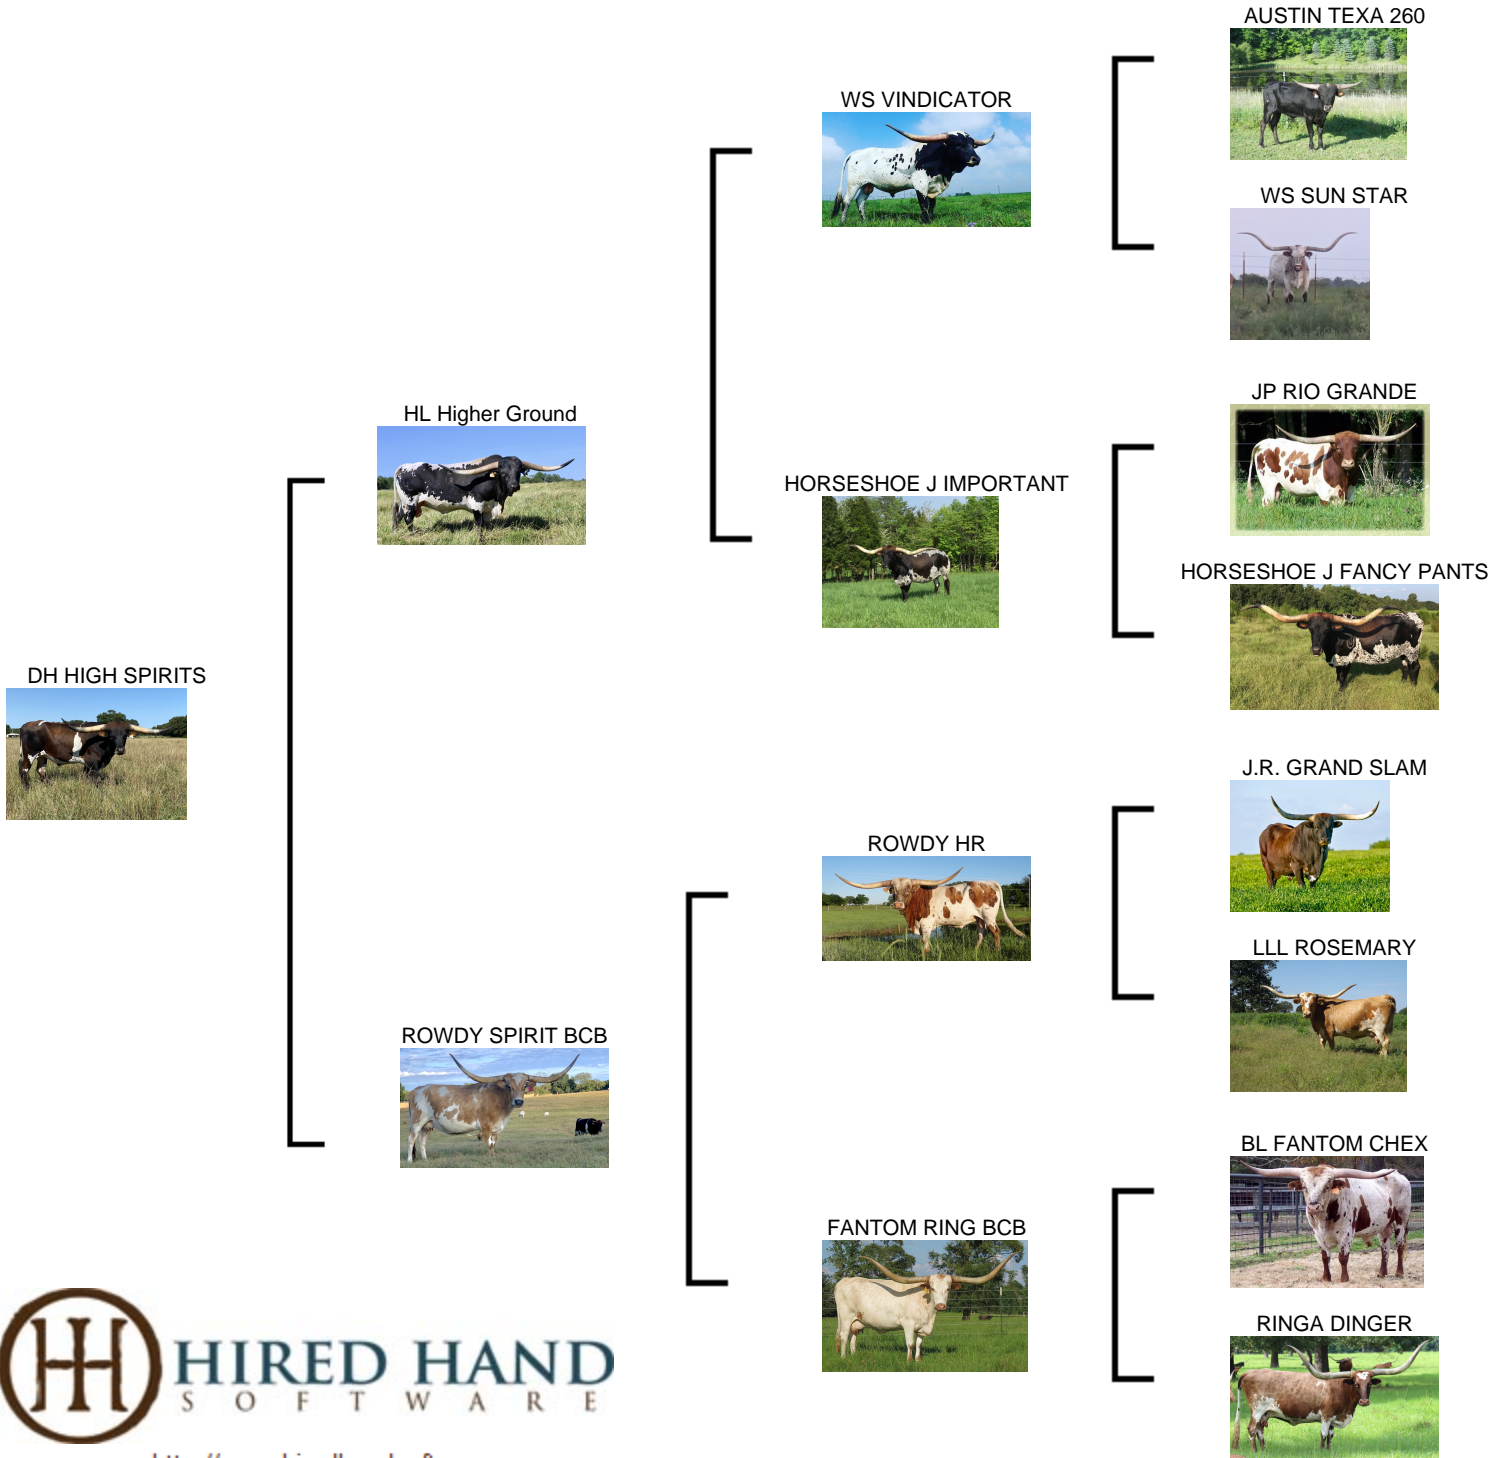 AUSTIN TEXA 260
WS VINDICATOR
WS SUN STAR
JP RIO GRANDE
HL Higher Ground
HORSESHOE J IMPORTANT
HORSESHOE J FANCY PANTS
DH HIGH SPIRITS
J.R. GRAND SLAM
ROWDY HR
LLL ROSEMARY
ROWDY SPIRIT BCB
BL FANTOM CHEX
FANTOM RING BCB
RINGA DINGER
HIRED HAND
SOFTWARE